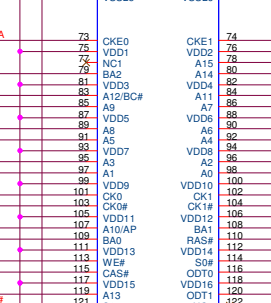 73 CKE0 CKE1 74
75 VDD1 VDD2 76
77 NC1 A15 78
79 BA2 A14 80
81 VDD3 VDD4 82
83 A12/BC# A11 84
85 A9 A7 86
87 VDD5 VDD6 88
89 A8 A6 90
91 A5 A4 92
93 VDD7 VDD8 94
95 A3 A2 96
97 A1 A0 98
99 VDD9 VDD10 100
101 CK0 CK1 102
103 CK0# CK1# 104
105 VDD11 VDD12 106
107 A10/AP BA1 108
109 BA0 RAS# 110
111 VDD13 VDD14 112
113 WE# S0# 114
115 CAS# ODT0 116
117 VDD15 VDD16 118
119 A13 ODT1 120
121 122